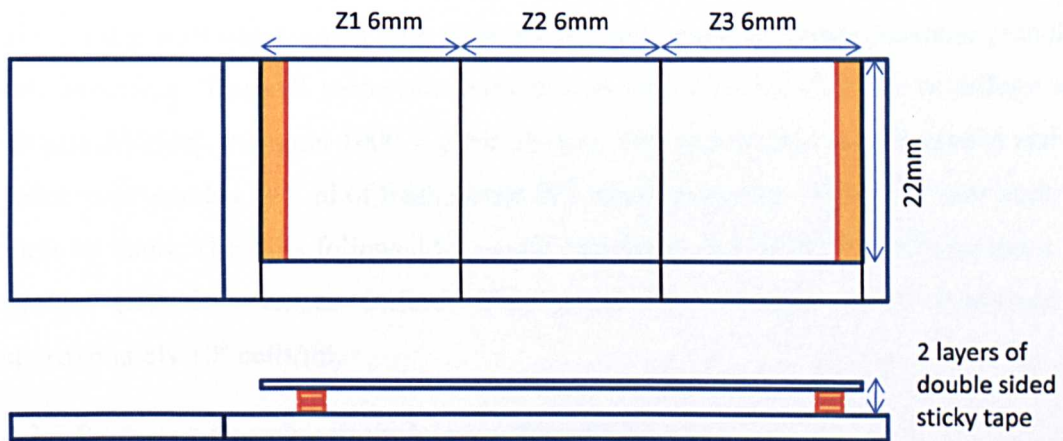 Z1 6mm
Z2 6mm
Z3 6mm
22mm
2 layers of
double sided
sticky tape